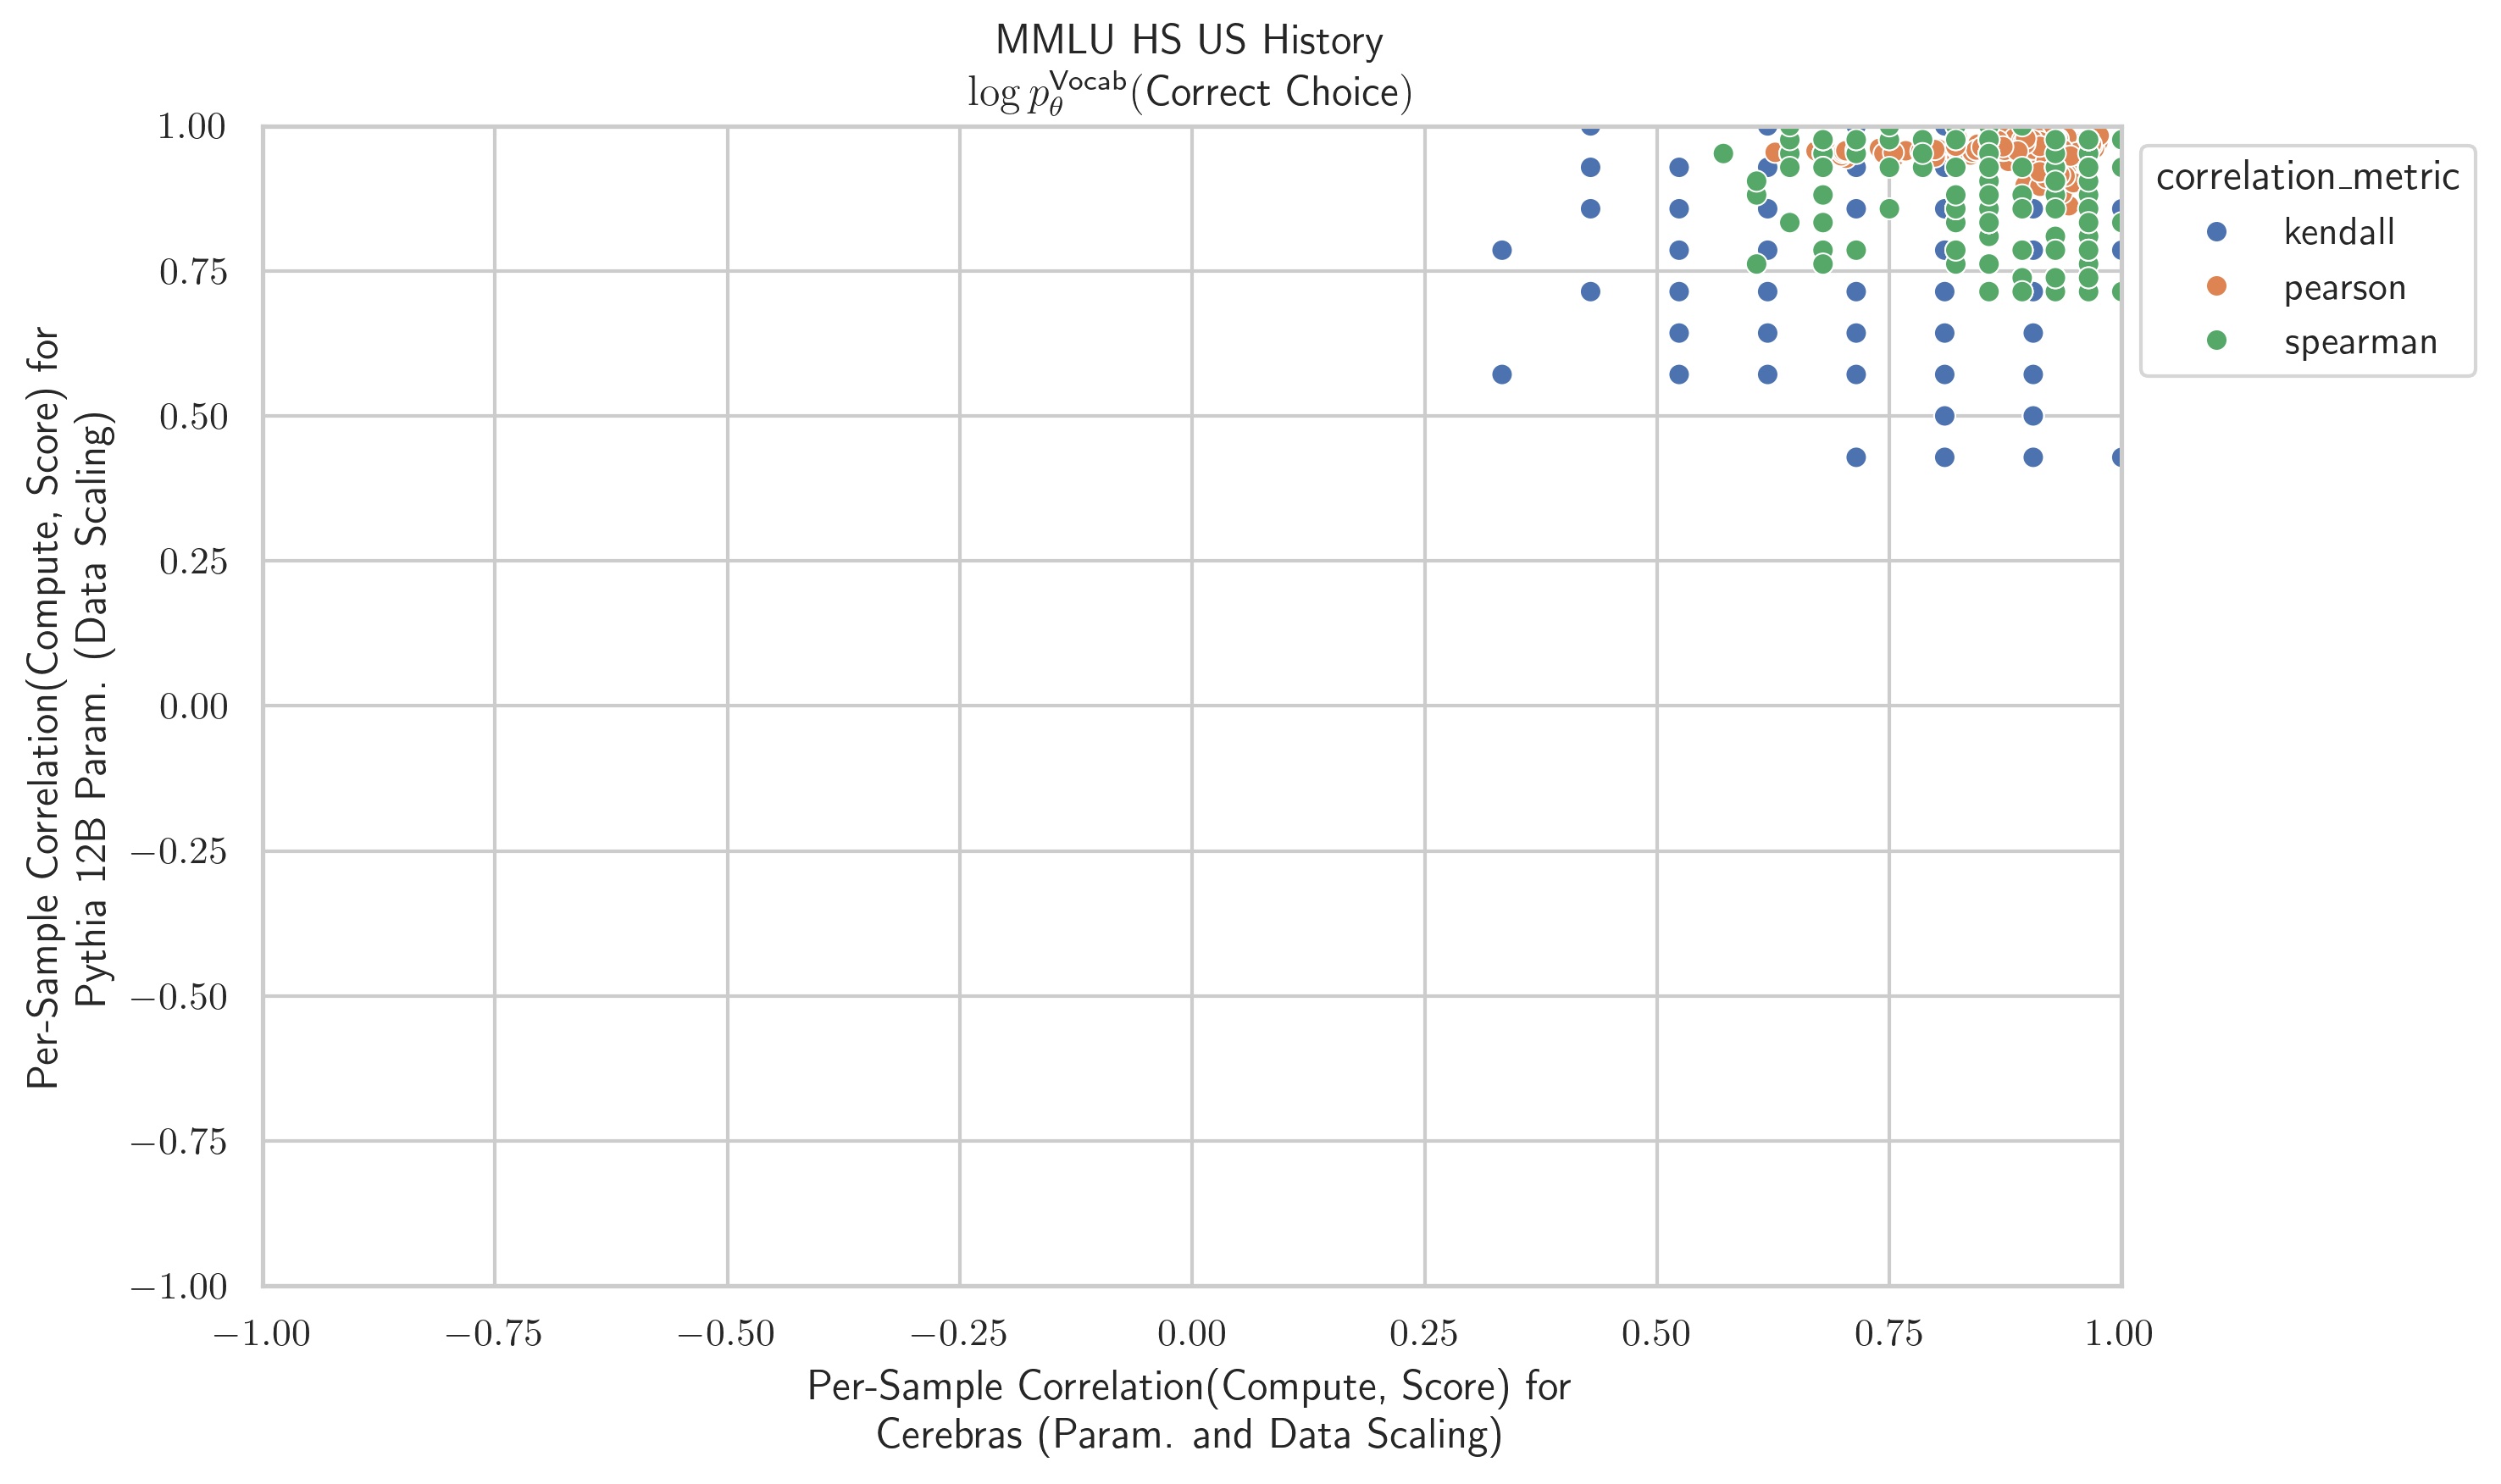 MMLU HS US History
log p_θ^Vocab(Correct Choice)
1.00
0.75
0.50
0.25
0.00
−0.25
−0.50
−0.75
−1.00
Per-Sample Correlation(Compute, Score) for
Pythia 12B Param. (Data Scaling)
correlation_metric
kendall
pearson
spearman
−1.00 −0.75 −0.50 −0.25 0.00 0.25 0.50 0.75 1.00
Per-Sample Correlation(Compute, Score) for
Cerebras (Param. and Data Scaling)